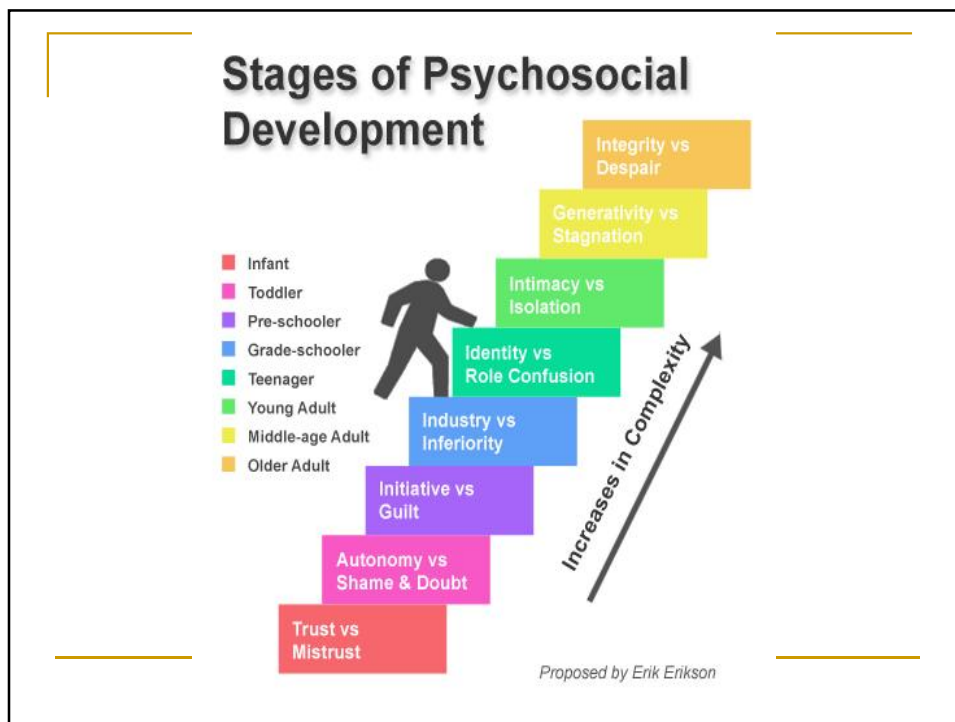 Stages of Psychosocial
Development
Integrity vs
Despair
Generativity vs
Stagnation
Intimacy vs
Isolation
Identity vs
Role Confusion
Industry vs
Inferiority
Initiative vs
Guilt
Autonomy vs
Shame & Doubt
Trust vs
Mistrust
Infant
Toddler
Pre-schooler
Grade-schooler
Teenager
Young Adult
Middle-age Adult
Older Adult
Increases in Complexity
Proposed by Erik Erikson